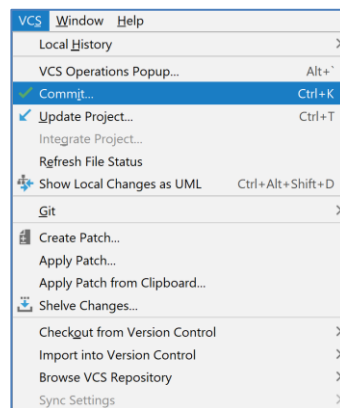 VCS Window Help
Local History
VCS Operations Popup... Alt+`
Commit... Ctrl+K
Update Project... Ctrl+T
Integrate Project...
Refresh File Status
Show Local Changes as UML Ctrl+Alt+Shift+D
Git
Create Patch...
Apply Patch...
Apply Patch from Clipboard...
Shelve Changes...
Checkout from Version Control
Import into Version Control
Browse VCS Repository
Sync Settings